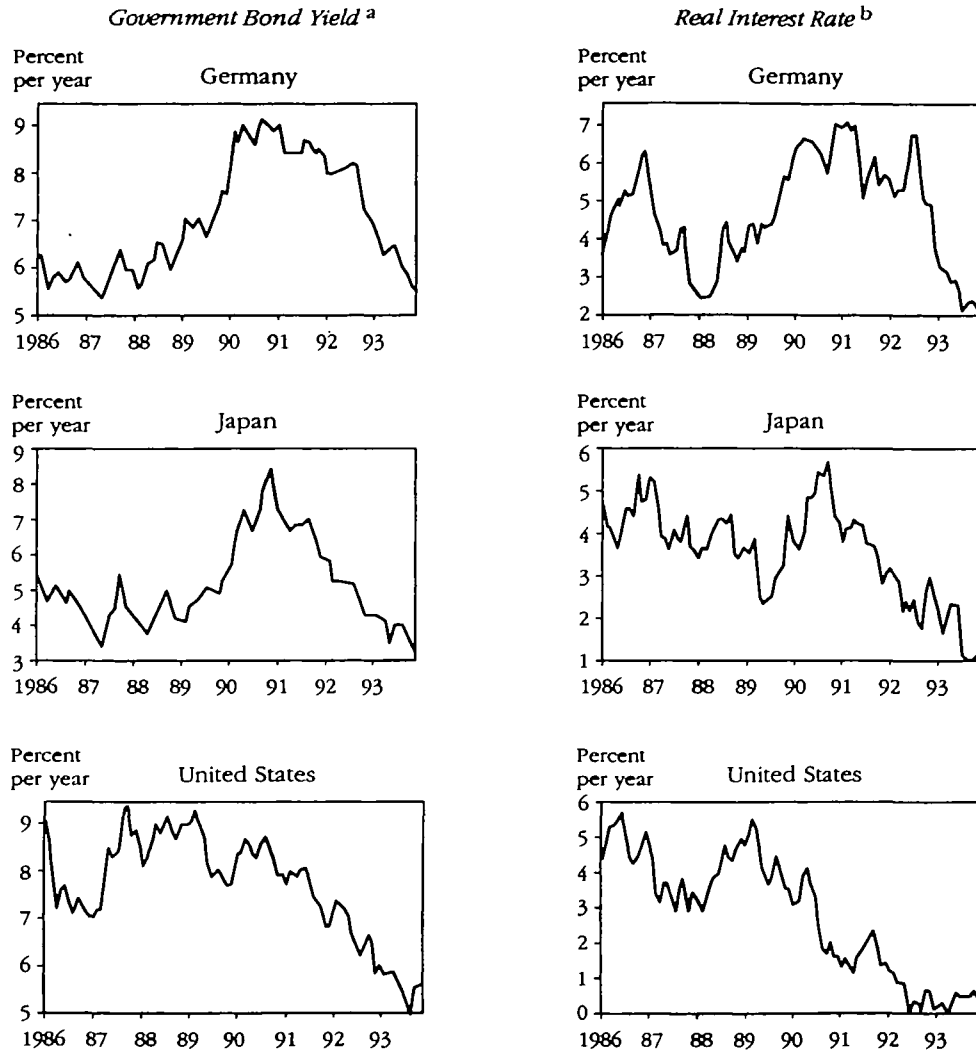 Government Bond Yield a
Real Interest Rate b
Percent
per year
Germany
9
8
7
6
5
1986 87 88 89 90 91 92 93
Percent
per year
Germany
7
6
5
4
3
2
1986 87 88 89 90 91 92 93
Percent
per year
Japan
9
8
7
6
5
4
3
1986 87 88 89 90 91 92 93
Percent
per year
Japan
6
5
4
3
2
1
1986 87 88 89 90 91 92 93
Percent
per year
United States
9
8
7
6
5
1986 87 88 89 90 91 92 93
Percent
per year
United States
6
5
4
3
2
1
0
1986 87 88 89 90 91 92 93